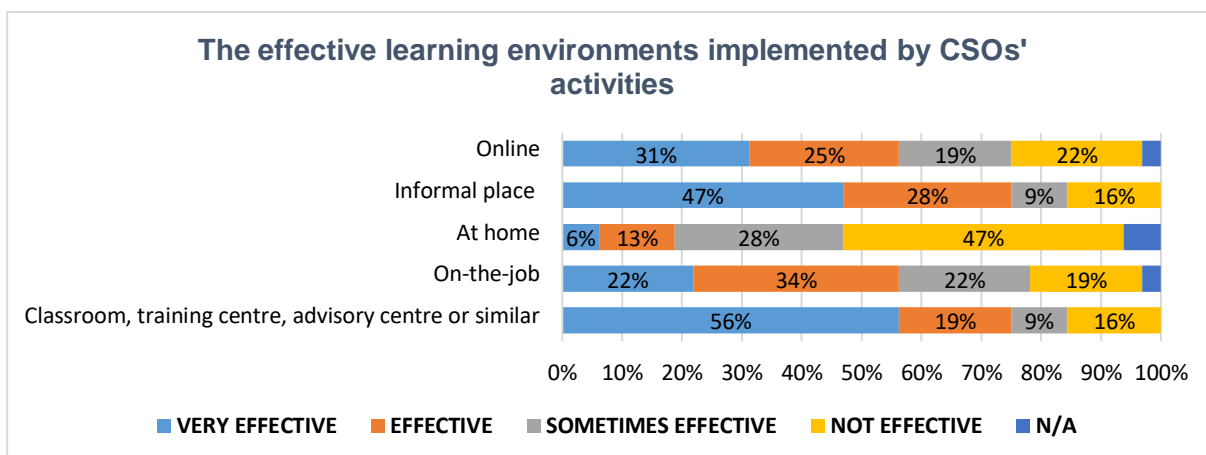 The effective learning environments implemented by CSOs'
activities
Online
31% 25% 19% 22%
Informal place
47% 28% 9% 16%
At home
6% 13% 28% 47%
On-the-job
22% 34% 22% 19%
Classroom, training centre, advisory centre or similar
56% 19% 9% 16%
0% 10% 20% 30% 40% 50% 60% 70% 80% 90% 100%
VERY EFFECTIVE EFFECTIVE SOMETIMES EFFECTIVE NOT EFFECTIVE N/A